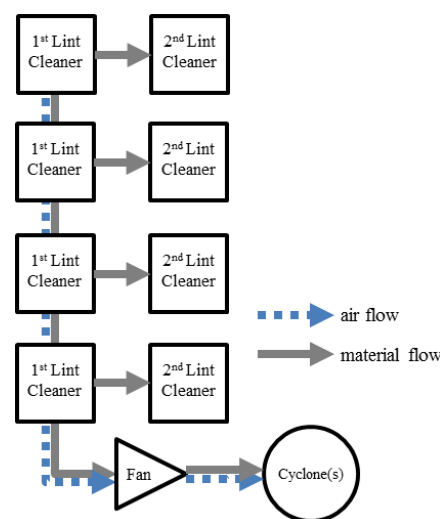 1st Lint
Cleaner
2nd Lint
Cleaner
1st Lint
Cleaner
2nd Lint
Cleaner
1st Lint
Cleaner
2nd Lint
Cleaner
air flow
material flow
1st Lint
Cleaner
2nd Lint
Cleaner
Fan
Cyclone(s)